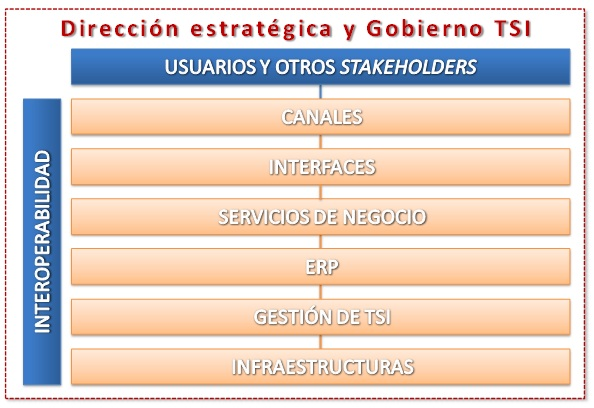 Dirección estratégica y Gobierno TSI
USUARIOS Y OTROS STAKEHOLDERS
CANALES
INTERFACES
SERVICIOS DE NEGOCIO
ERP
GESTIÓN DE TSI
INFRAESTRUCTURAS
INTEROPERABILIDAD